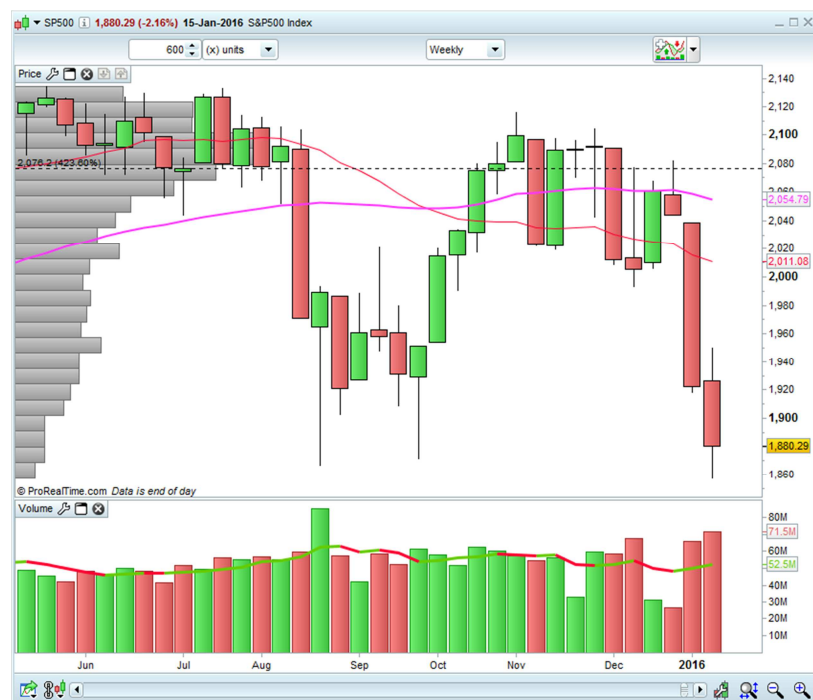 SP500 1,880.29 (-2.16%) 15-Jan-2016 S&P500 Index
600 (x) units Weekly
Price
2,140
2,120
2,100
2,080
2,076.2 (423.60%)
2,060
2,054.79
2,040
2,020
2,011.08
2,000
1,980
1,960
1,940
1,920
1,900
1,880.29
1,860
© ProRealTime.com Data is end of day
Volume
80M
71.5M
60M
52.5M
40M
30M
20M
10M
Jun Jul Aug Sep Oct Nov Dec 2016